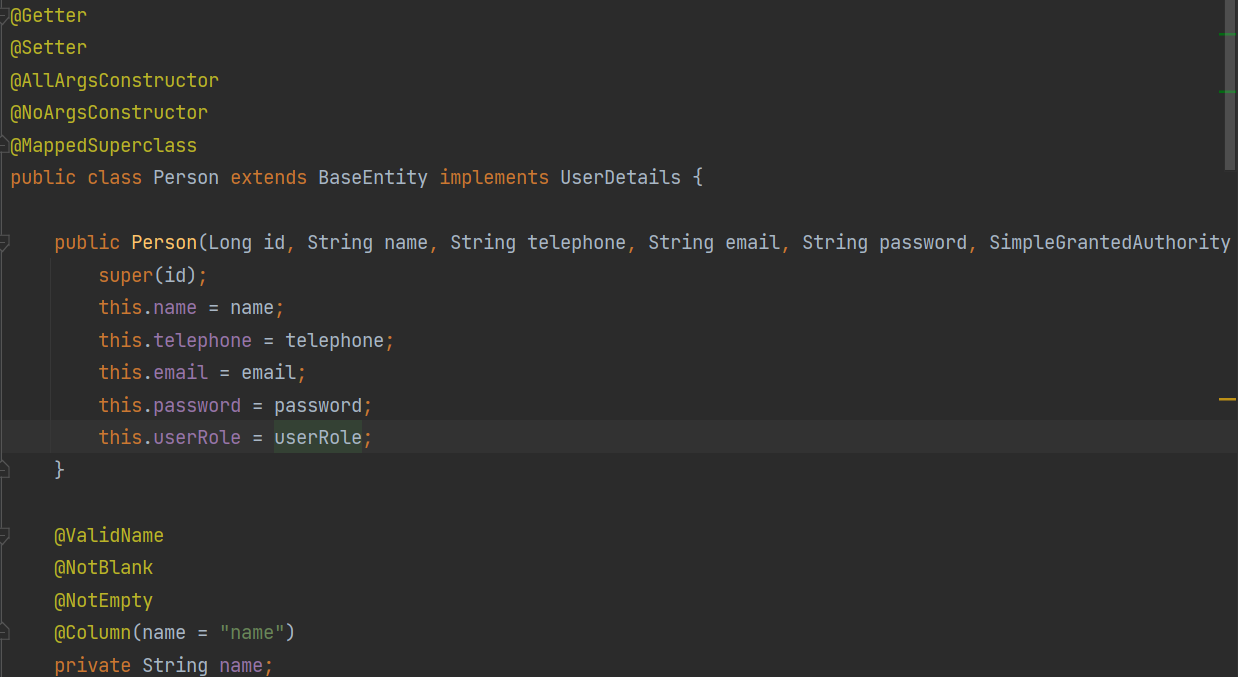 @Getter
@Setter
@AllArgsConstructor
@NoArgsConstructor
@MappedSuperclass
public class Person extends BaseEntity implements UserDetails {
public Person(Long id, String name, String telephone, String email, String password, SimpleGrantedAuthority
super(id);
this.name = name;
this.telephone = telephone;
this.email = email;
this.password = password;
this.userRole = userRole;
}
@ValidName
@NotBlank
@NotEmpty
@Column(name = "name")
private String name;